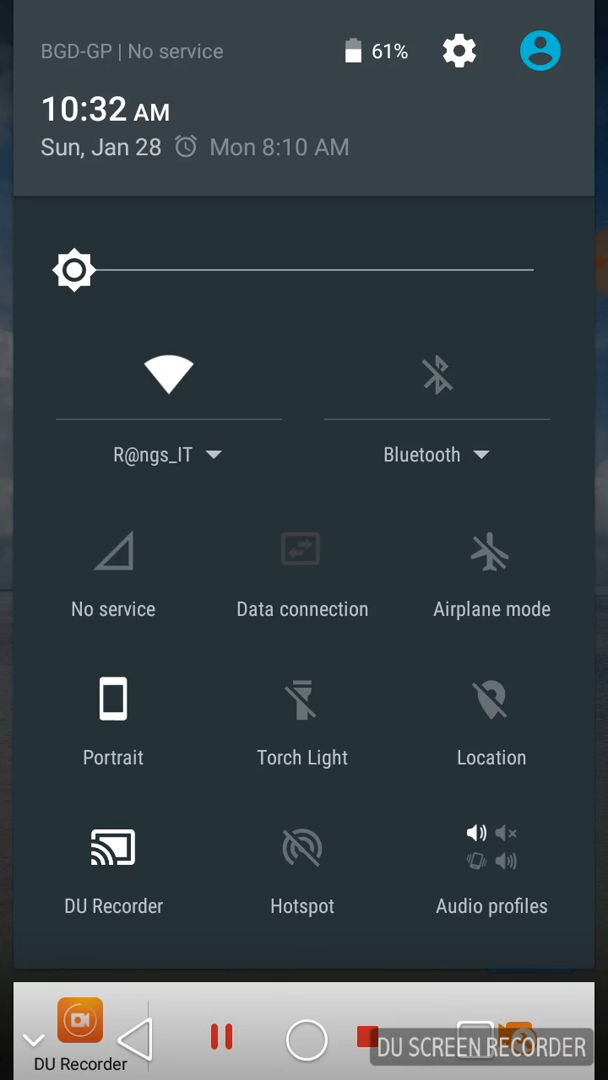 BGD-GP | No service 61%
10:32 AM
Sun, Jan 28 Mon 8:10 AM
R@ngs_IT Bluetooth
No service Data connection Airplane mode
Portrait Torch Light Location
DU Recorder Hotspot Audio profiles
DU Recorder
DU SCREEN RECORDER